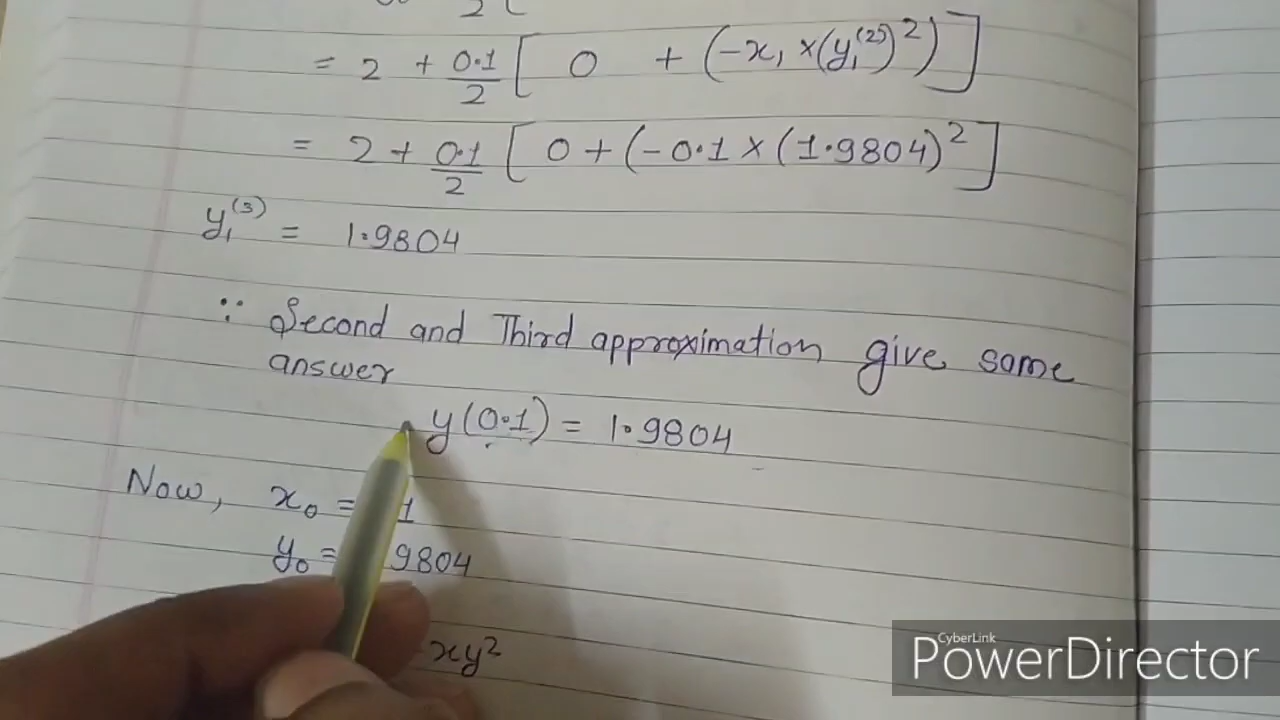 2
= 2 + 0.1/2 [ 0 + (-x₁ × (y₁⁽²⁾)²) ]
= 2 + 0.1/2 [ 0 + (-0.1 × (1.9804)² ]
y₁⁽³⁾ = 1.9804
∵ Second and Third approximation give same
answer
y(0.1) = 1.9804
Now, x₀ = 1
y₀ = 9804
xy²
CyberLink
PowerDirector